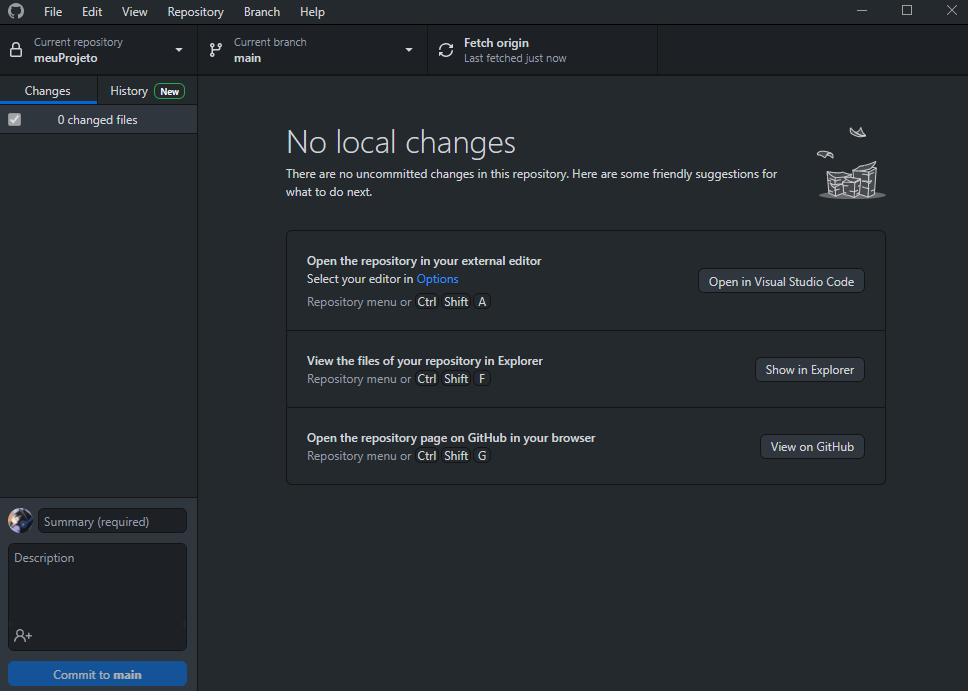 File Edit View Repository Branch Help
Current repository
meuProjeto
Current branch
main
Fetch origin
Last fetched just now
Changes
History New
0 changed files
No local changes
There are no uncommitted changes in this repository. Here are some friendly suggestions for
what to do next.
Open the repository in your external editor
Select your editor in Options
Repository menu or Ctrl Shift A
Open in Visual Studio Code
View the files of your repository in Explorer
Repository menu or Ctrl Shift F
Show in Explorer
Open the repository page on GitHub in your browser
Repository menu or Ctrl Shift G
View on GitHub
Summary (required)
Description
Commit to main